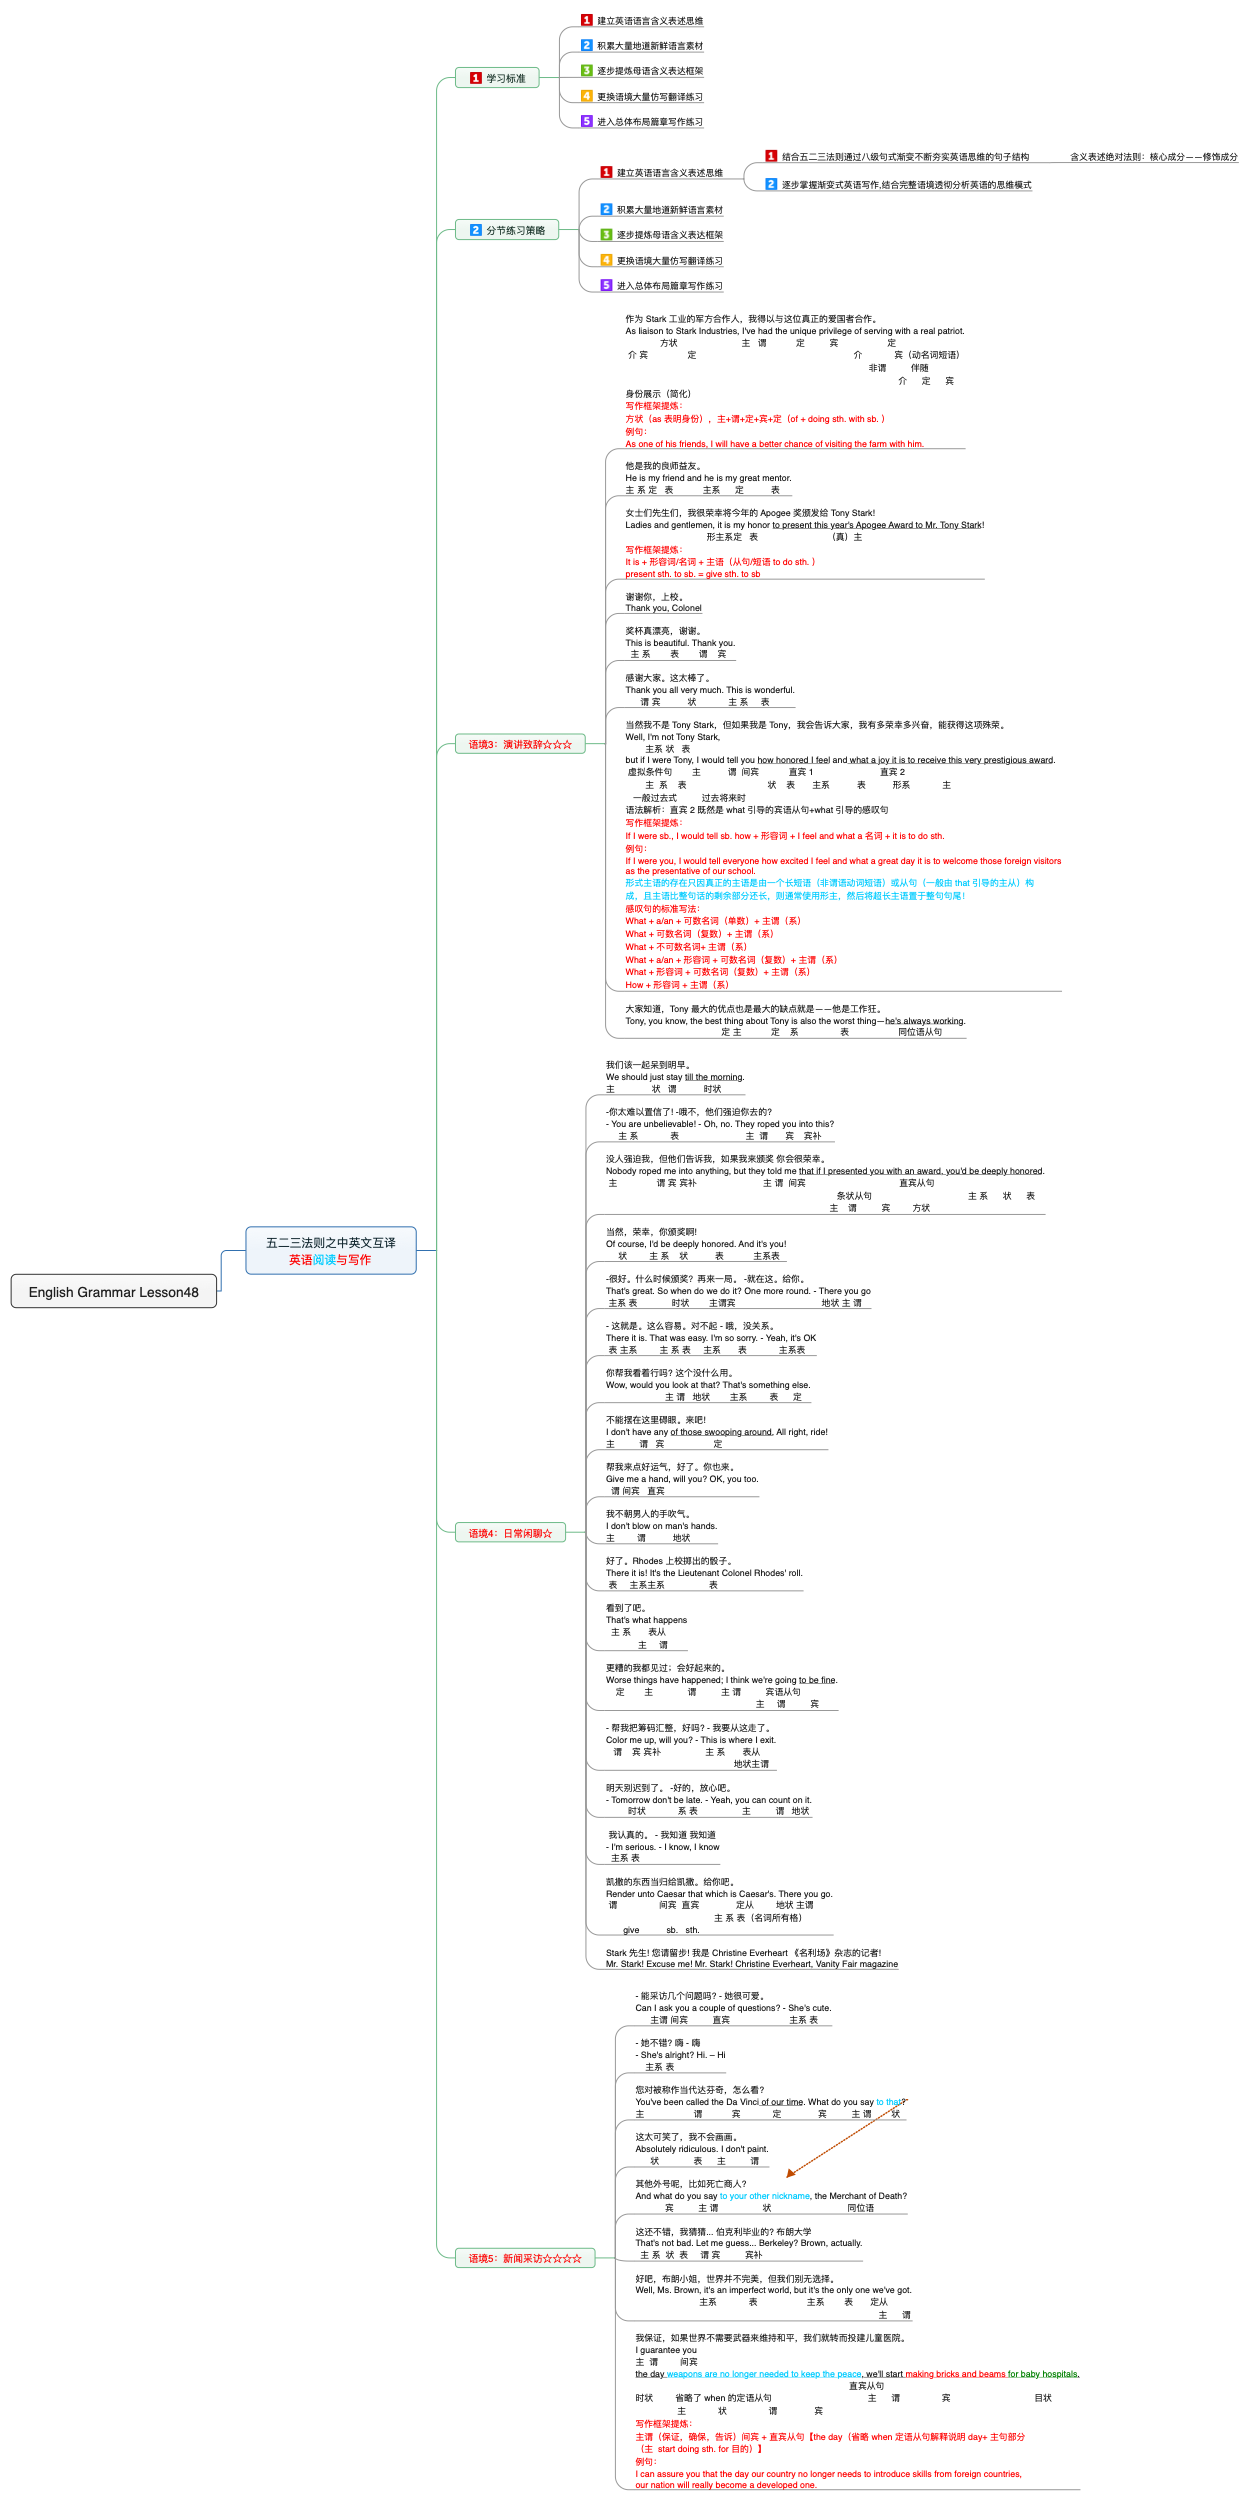 English Grammar Lesson48
五二三法则之中英文互译
英语阅读与写作
1 学习标准
1 建立英语语言含义表述思维
2 积累大量地道新鲜语言素材
3 逐步提炼母语含义表达框架
4 更换语境大量仿写翻译练习
5 进入总体布局篇章写作练习
2 分节练习策略
1 建立英语语言含义表述思维
1 结合五二三法则通过八级句式渐变不断夯实英语思维的句子结构
含义表述绝对法则：核心成分——修饰成分
2 逐步掌握渐变式英语写作,结合完整语境透彻分析英语的思维模式
2 积累大量地道新鲜语言素材
3 逐步提炼母语含义表达框架
4 更换语境大量仿写翻译练习
5 进入总体布局篇章写作练习
语境3：演讲致辞☆☆☆
作为 Stark 工业的军方合作人，我得以与这位真正的爱国者合作。
As liaison to Stark Industries, I've had the unique privilege of serving with a real patriot.
方状 主 谓 定 宾 定
介 宾 定 介 宾（动名词短语）
非谓 伴随
介 定 宾
身份展示（简化）
写作框架提炼：
方状（as 表明身份），主+谓+定+宾+定（of + doing sth. with sb. ）
例句：
As one of his friends, I will have a better chance of visiting the farm with him.
他是我的良师益友。
He is my friend and he is my great mentor.
主 系 定 表 主系 定 表
女士们先生们，我很荣幸将今年的 Apogee 奖颁发给 Tony Stark!
Ladies and gentlemen, it is my honor to present this year's Apogee Award to Mr. Tony Stark!
形主系定 表 （真）主
写作框架提炼：
It is + 形容词/名词 + 主语（从句/短语 to do sth. ）
present sth. to sb. = give sth. to sb
谢谢你，上校。
Thank you, Colonel
奖杯真漂亮，谢谢。
This is beautiful. Thank you.
主 系 表 谓 宾
感谢大家。这太棒了。
Thank you all very much. This is wonderful.
谓 宾 状 主 系 表
当然我不是 Tony Stark，但如果我是 Tony，我会告诉大家，我有多荣幸多兴奋，能获得这项殊荣。
Well, I'm not Tony Stark,
主系 状 表
but if I were Tony, I would tell you how honored I feel and what a joy it is to receive this very prestigious award.
虚拟条件句 主 谓 间宾 直宾 1 直宾 2
主 系 表 状 表 主系 表 形系 主
一般过去式 过去将来时
语法解析：直宾 2 既然是 what 引导的宾语从句+what 引导的感叹句
写作框架提炼：
If I were sb., I would tell sb. how + 形容词 + I feel and what a 名词 + it is to do sth.
例句：
If I were you, I would tell everyone how excited I feel and what a great day it is to welcome those foreign visitors
as the presentative of our school.
形式主语的存在只因真正的主语是由一个长短语（非谓语动词短语）或从句（一般由 that 引导的主从）构
成，且主语比整句话的剩余部分还长，则通常使用形主，然后将超长主语置于整句句尾！
感叹句的标准写法：
What + a/an + 可数名词（单数）+ 主谓（系）
What + 可数名词（复数）+ 主谓（系）
What + 不可数名词+ 主谓（系）
What + a/an + 形容词 + 可数名词（复数）+ 主谓（系）
What + 形容词 + 可数名词（复数）+ 主谓（系）
How + 形容词 + 主谓（系）
大家知道，Tony 最大的优点也是最大的缺点就是——他是工作狂。
Tony, you know, the best thing about Tony is also the worst thing—he's always working.
定 主 定 系 表 同位语从句
语境4：日常闲聊☆
我们该一起呆到明早。
We should just stay till the morning.
主 状 谓 时状
-你太难以置信了! -哦不，他们强迫你去的?
- You are unbelievable! - Oh, no. They roped you into this?
主 系 表 主 谓 宾 宾补
没人强迫我，但他们告诉我，如果我来颁奖 你会很荣幸。
Nobody roped me into anything, but they told me that if I presented you with an award, you'd be deeply honored.
主 谓 宾 宾补 主 谓 间宾 直宾从句
条状从句 主 系 状 表
主 谓 宾 方状
当然，荣幸，你颁奖啊!
Of course, I'd be deeply honored. And it's you!
状 主 系 状 表 主系表
-很好。什么时候颁奖？再来一局。 -就在这。给你。
That's great. So when do we do it? One more round. - There you go
主系 表 时状 主谓宾 地状 主 谓
- 这就是。这么容易。对不起 - 哦，没关系。
There it is. That was easy. I'm so sorry. - Yeah, it's OK
表 主系 主 系 表 主系 表 主系表
你帮我看着行吗? 这个没什么用。
Wow, would you look at that? That's something else.
主 谓 地状 主系 表 定
不能摆在这里碍眼。来吧!
I don't have any of those swooping around. All right, ride!
主 谓 宾 定
帮我来点好运气，好了。你也来。
Give me a hand, will you? OK, you too.
谓 间宾 直宾
我不朝男人的手吹气。
I don't blow on man's hands.
主 谓 地状
好了。Rhodes 上校掷出的骰子。
There it is! It's the Lieutenant Colonel Rhodes' roll.
表 主系主系 表
看到了吧。
That's what happens
主 系 表从
主 谓
更糟的我都见过；会好起来的。
Worse things have happened; I think we're going to be fine.
定 主 谓 主 谓 宾语从句
主 谓 宾
- 帮我把筹码汇整，好吗? - 我要从这走了。
Color me up, will you? - This is where I exit.
谓 宾 宾补 主 系 表从
地状主谓
明天别迟到了。 -好的，放心吧。
- Tomorrow don't be late. - Yeah, you can count on it.
时状 系 表 主 谓 地状
我认真的。 - 我知道 我知道
- I'm serious. - I know, I know
主系 表
凯撒的东西当归给凯撒。给你吧。
Render unto Caesar that which is Caesar's. There you go.
谓 间宾 直宾 定从 地状 主谓
主 系 表（名词所有格）
give sb. sth.
Stark 先生! 您请留步! 我是 Christine Everheart 《名利场》杂志的记者!
Mr. Stark! Excuse me! Mr. Stark! Christine Everheart, Vanity Fair magazine
语境5：新闻采访☆☆☆☆
- 能采访几个问题吗? - 她很可爱。
Can I ask you a couple of questions? - She's cute.
主谓 间宾 直宾 主系 表
- 她不错? 嗨 - 嗨
- She's alright? Hi. – Hi
主系 表
您对被称作当代达芬奇，怎么看?
You've been called the Da Vinci of our time. What do you say to that?
主 谓 宾 定 宾 主 谓 状
这太可笑了，我不会画画。
Absolutely ridiculous. I don't paint.
状 表 主 谓
其他外号呢，比如死亡商人?
And what do you say to your other nickname, the Merchant of Death?
宾 主 谓 状 同位语
这还不错，我猜猜... 伯克利毕业的? 布朗大学
That's not bad. Let me guess... Berkeley? Brown, actually.
主 系 状 表 谓 宾 宾补
好吧，布朗小姐，世界并不完美，但我们别无选择。
Well, Ms. Brown, it's an imperfect world, but it's the only one we've got.
主系 表 主系 表 定从
主 谓
我保证，如果世界不需要武器来维持和平，我们就转而投建儿童医院。
I guarantee you
主 谓 间宾
the day weapons are no longer needed to keep the peace, we'll start making bricks and beams for baby hospitals.
直宾从句
时状 省略了 when 的定语从句 主 谓 宾 目状
主 状 谓 宾
写作框架提炼：
主谓（保证，确保，告诉）间宾 + 直宾从句【the day（省略 when 定语从句解释说明 day+ 主句部分
（主 start doing sth. for 目的）】
例句：
I can assure you that the day our country no longer needs to introduce skills from foreign countries,
our nation will really become a developed one.